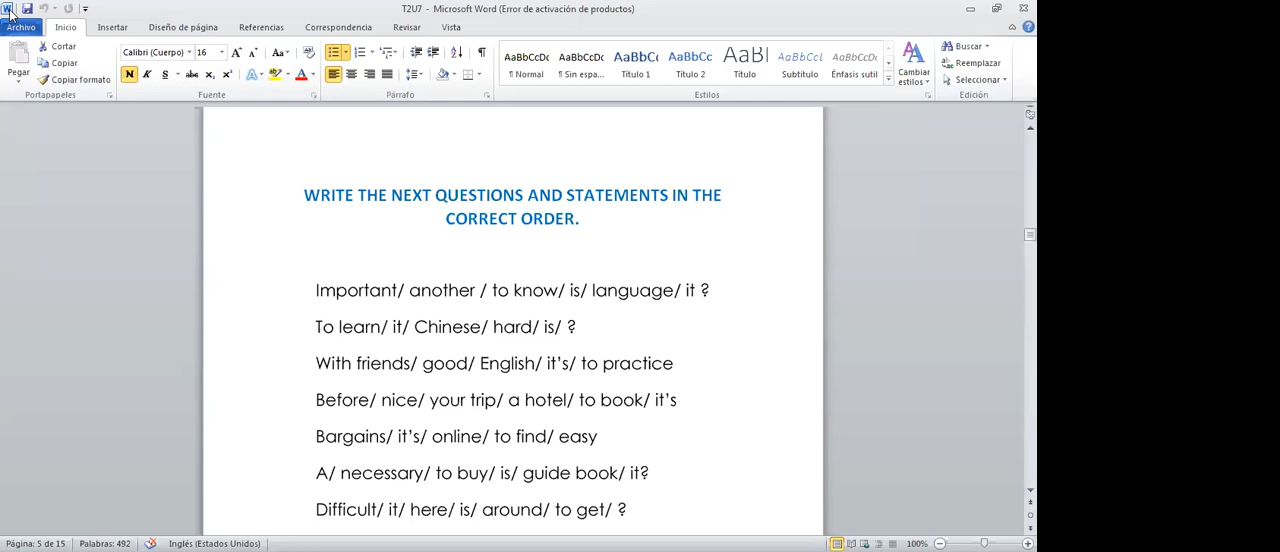 T2U7 - Microsoft Word (Error de activación de productos)
Archivo Inicio Insertar Diseño de página Referencias Correspondencia Revisar Vista
Pegar
Cortar
Copiar
Copiar formato
Portapapeles
Calibri (Cuerpo) 16
N K S abc x₂ x²
Fuente
Párrafo
AaBbCcDc AaBbCcDc AaBbCc AaBbCc AaBl AaBbCcl AaBbCcDc
¶ Normal ¶ Sin espa... Título 1 Título 2 Título Subtítulo Énfasis sutil
Cambiar
estilos
Estilos
Buscar
Reemplazar
Seleccionar
Edición
WRITE THE NEXT QUESTIONS AND STATEMENTS IN THE
CORRECT ORDER.
Important/ another / to know/ is/ language/ it ?
To learn/ it/ Chinese/ hard/ is/ ?
With friends/ good/ English/ it's/ to practice
Before/ nice/ your trip/ a hotel/ to book/ it's
Bargains/ it's/ online/ to find/ easy
A/ necessary/ to buy/ is/ guide book/ it?
Difficult/ it/ here/ is/ around/ to get/ ?
Página: 5 de 15 Palabras: 492 Inglés (Estados Unidos) 100%